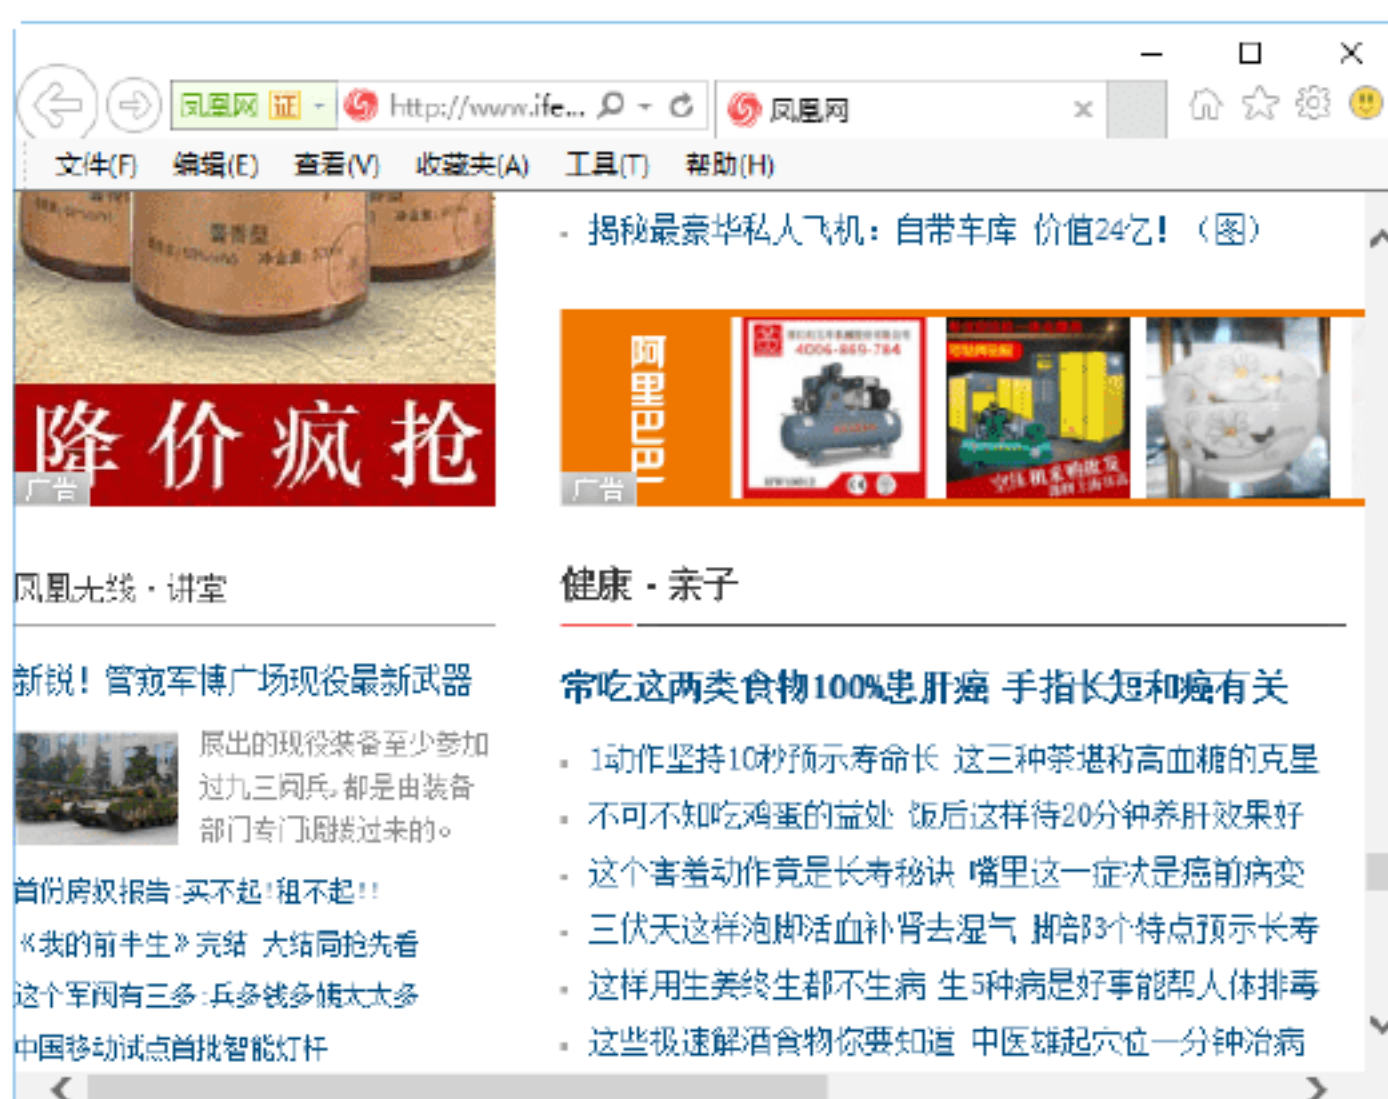 凤凰网 证 http://www.ife... 凤凰网
文件(F) 编辑(E) 查看(V) 收藏夹(A) 工具(T) 帮助(H)
酱香型
降价疯抢
广告
凤凰无线·讲堂
新锐！管窥军博广场现役最新武器
展出的现役装备至少参加
过九三阅兵,都是由装备
部门专门调拨过来的。
首份房奴报告:买不起!租不起!!
《我的前半生》完结 大结局抢先看
这个军阀有三多:兵多钱多姨太太多
中国移动试点首批智能灯杆
揭秘最豪华私人飞机：自带车库 价值24亿！（图）
阿里巴巴
广告
4006-869-784
空压机采购批发
健康·亲子
常吃这两类食物100%患肝癌 手指长短和癌有关
1动作坚持10秒预示寿命长 这三种茶堪称高血糖的克星
不可不知吃鸡蛋的益处 饭后这样待20分钟养肝效果好
这个害羞动作竟是长寿秘诀 嘴里这一症状是癌前病变
三伏天这样泡脚活血补肾去湿气 脚部3个特点预示长寿
这样用生姜终生都不生病 生5种病是好事能帮人体排毒
这些极速解酒食物你要知道 中医雄起穴位一分钟治病